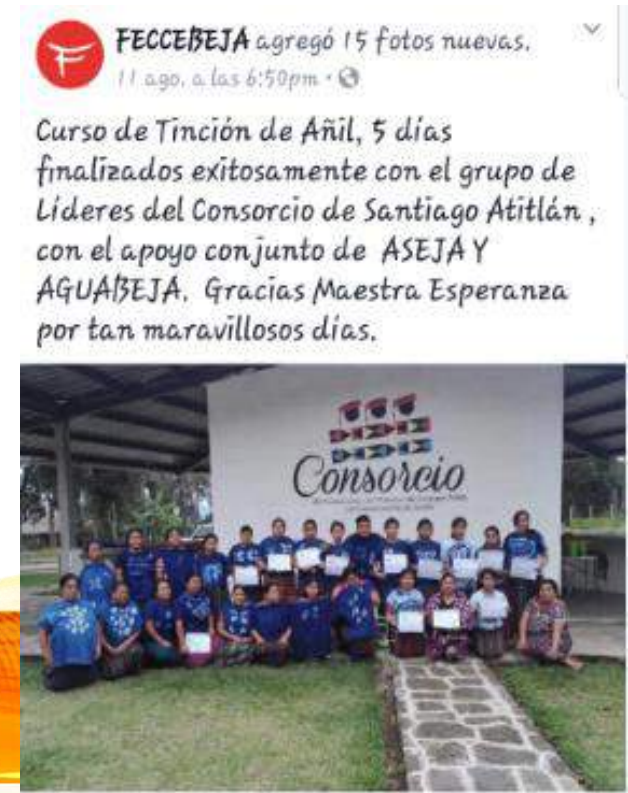 FECCEBEJA agregó 15 fotos nuevas.
11 ago. a las 6:50pm •
Curso de Tinción de Añil, 5 días
finalizados exitosamente con el grupo de
Líderes del Consorcio de Santiago Atitlán ,
con el apoyo conjunto de ASEJA Y
AGUABEJA. Gracias Maestra Esperanza
por tan maravillosos días.
Consorcio